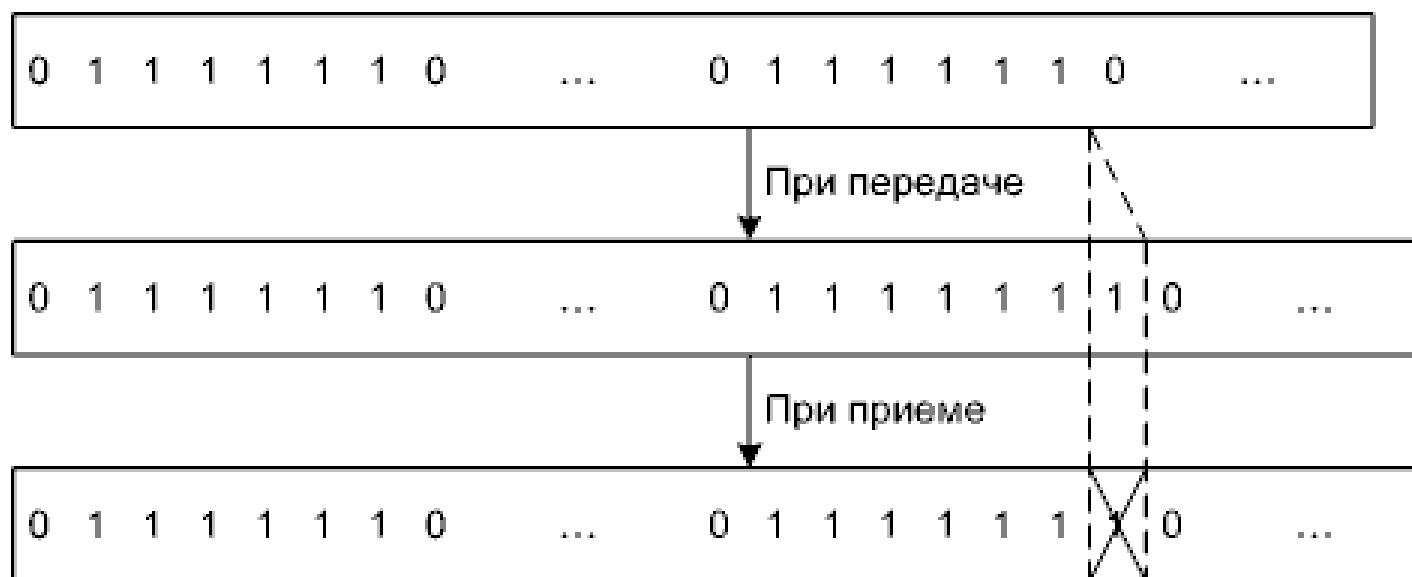 0 1 1 1 1 1 1 0 ... 0 1 1 1 1 1 1 0 ...
При передаче
0 1 1 1 1 1 1 0 ... 0 1 1 1 1 1 1 1 0 ...
При приеме
0 1 1 1 1 1 1 0 ... 0 1 1 1 1 1 1 1 0 ...